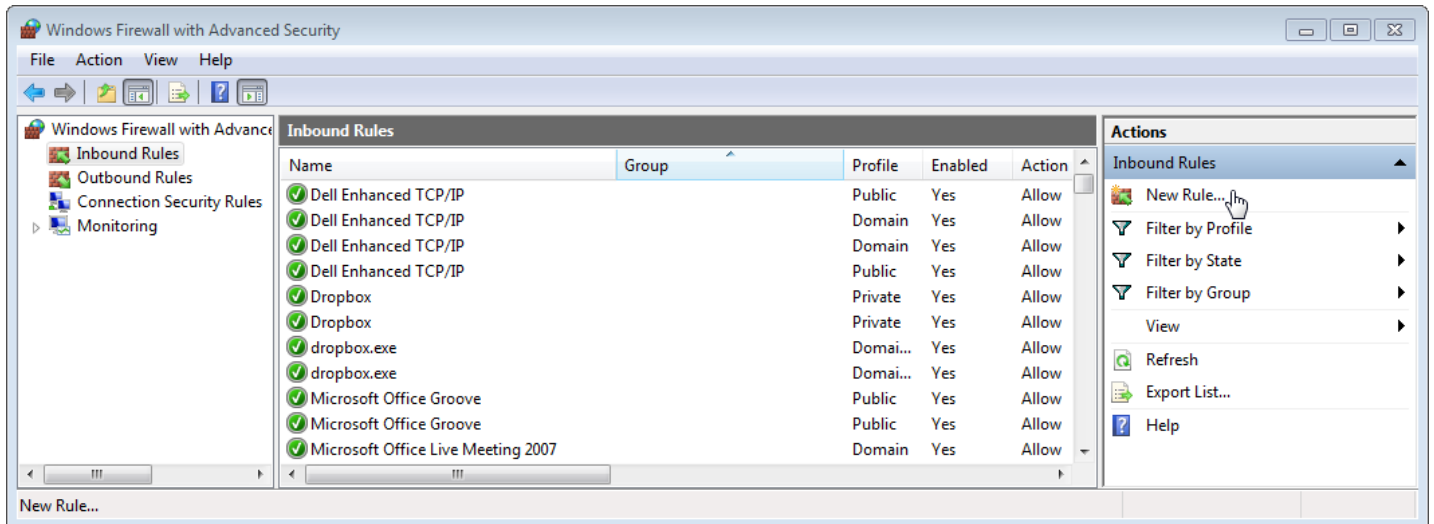 Windows Firewall with Advanced Security
File Action View Help
Windows Firewall with Advance
Inbound Rules
Outbound Rules
Connection Security Rules
Monitoring
Inbound Rules
Name Group Profile Enabled Action
Dell Enhanced TCP/IP Public Yes Allow
Dell Enhanced TCP/IP Domain Yes Allow
Dell Enhanced TCP/IP Domain Yes Allow
Dell Enhanced TCP/IP Public Yes Allow
Dropbox Private Yes Allow
Dropbox Private Yes Allow
dropbox.exe Domai... Yes Allow
dropbox.exe Domai... Yes Allow
Microsoft Office Groove Public Yes Allow
Microsoft Office Groove Public Yes Allow
Microsoft Office Live Meeting 2007 Domain Yes Allow
Actions
Inbound Rules
New Rule...
Filter by Profile
Filter by State
Filter by Group
View
Refresh
Export List...
Help
New Rule...